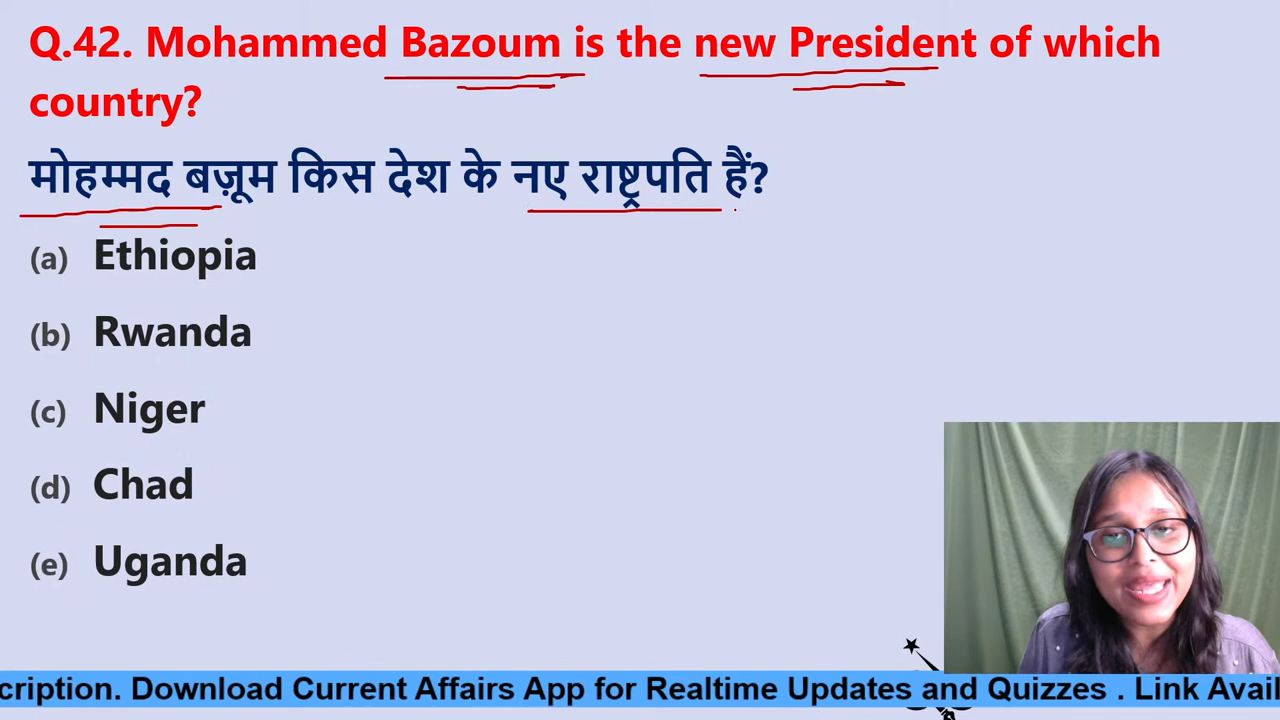 Q.42. Mohammed Bazoum is the new President of which
country?
मोहम्मद बज़ूम किस देश के नए राष्ट्रपति हैं?
(a) Ethiopia
(b) Rwanda
(c) Niger
(d) Chad
(e) Uganda
cription. Download Current Affairs App for Realtime Updates and Quizzes . Link Avail